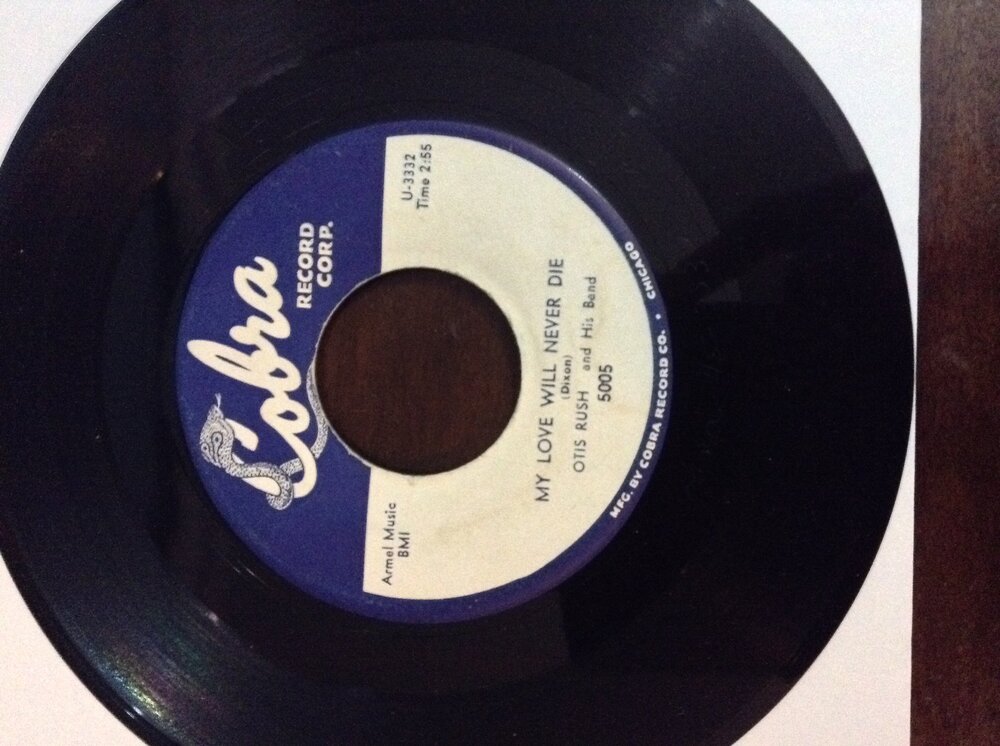 Cobra
RECORD
CORP.
Armel Music
BMI
U-3332
Time 2:55
MY LOVE WILL NEVER DIE
(Dixon)
OTIS RUSH and His Band
5005
MFG. BY COBRA RECORD CO. • CHICAGO